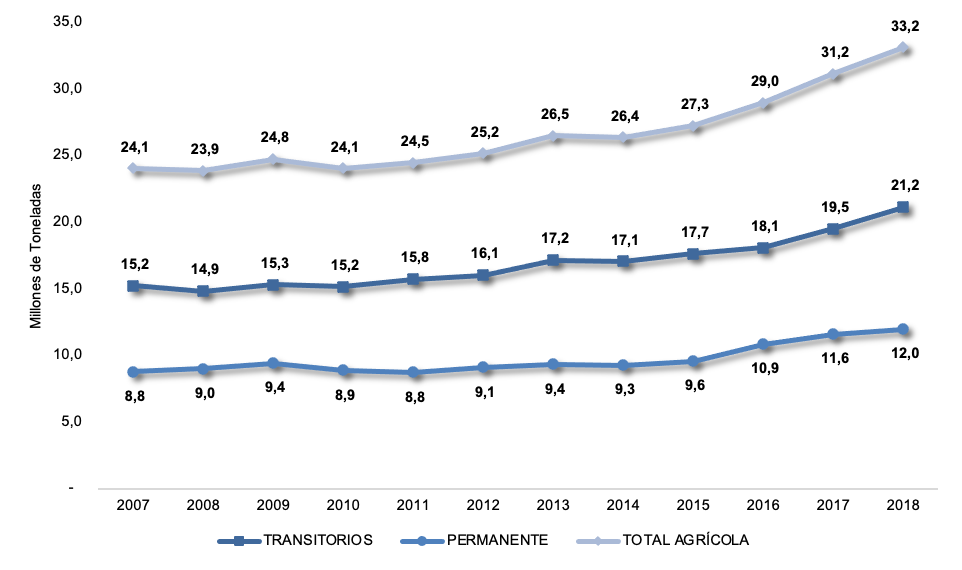 35,0
30,0
25,0
20,0
15,0
10,0
5,0
-
Millones de Toneladas
24,1 23,9 24,8 24,1 24,5 25,2 26,5 26,4 27,3 29,0 31,2 33,2
15,2 14,9 15,3 15,2 15,8 16,1 17,2 17,1 17,7 18,1 19,5 21,2
8,8 9,0 9,4 8,9 8,8 9,1 9,4 9,3 9,6 10,9 11,6 12,0
2007 2008 2009 2010 2011 2012 2013 2014 2015 2016 2017 2018
TRANSITORIOS PERMANENTE TOTAL AGRÍCOLA